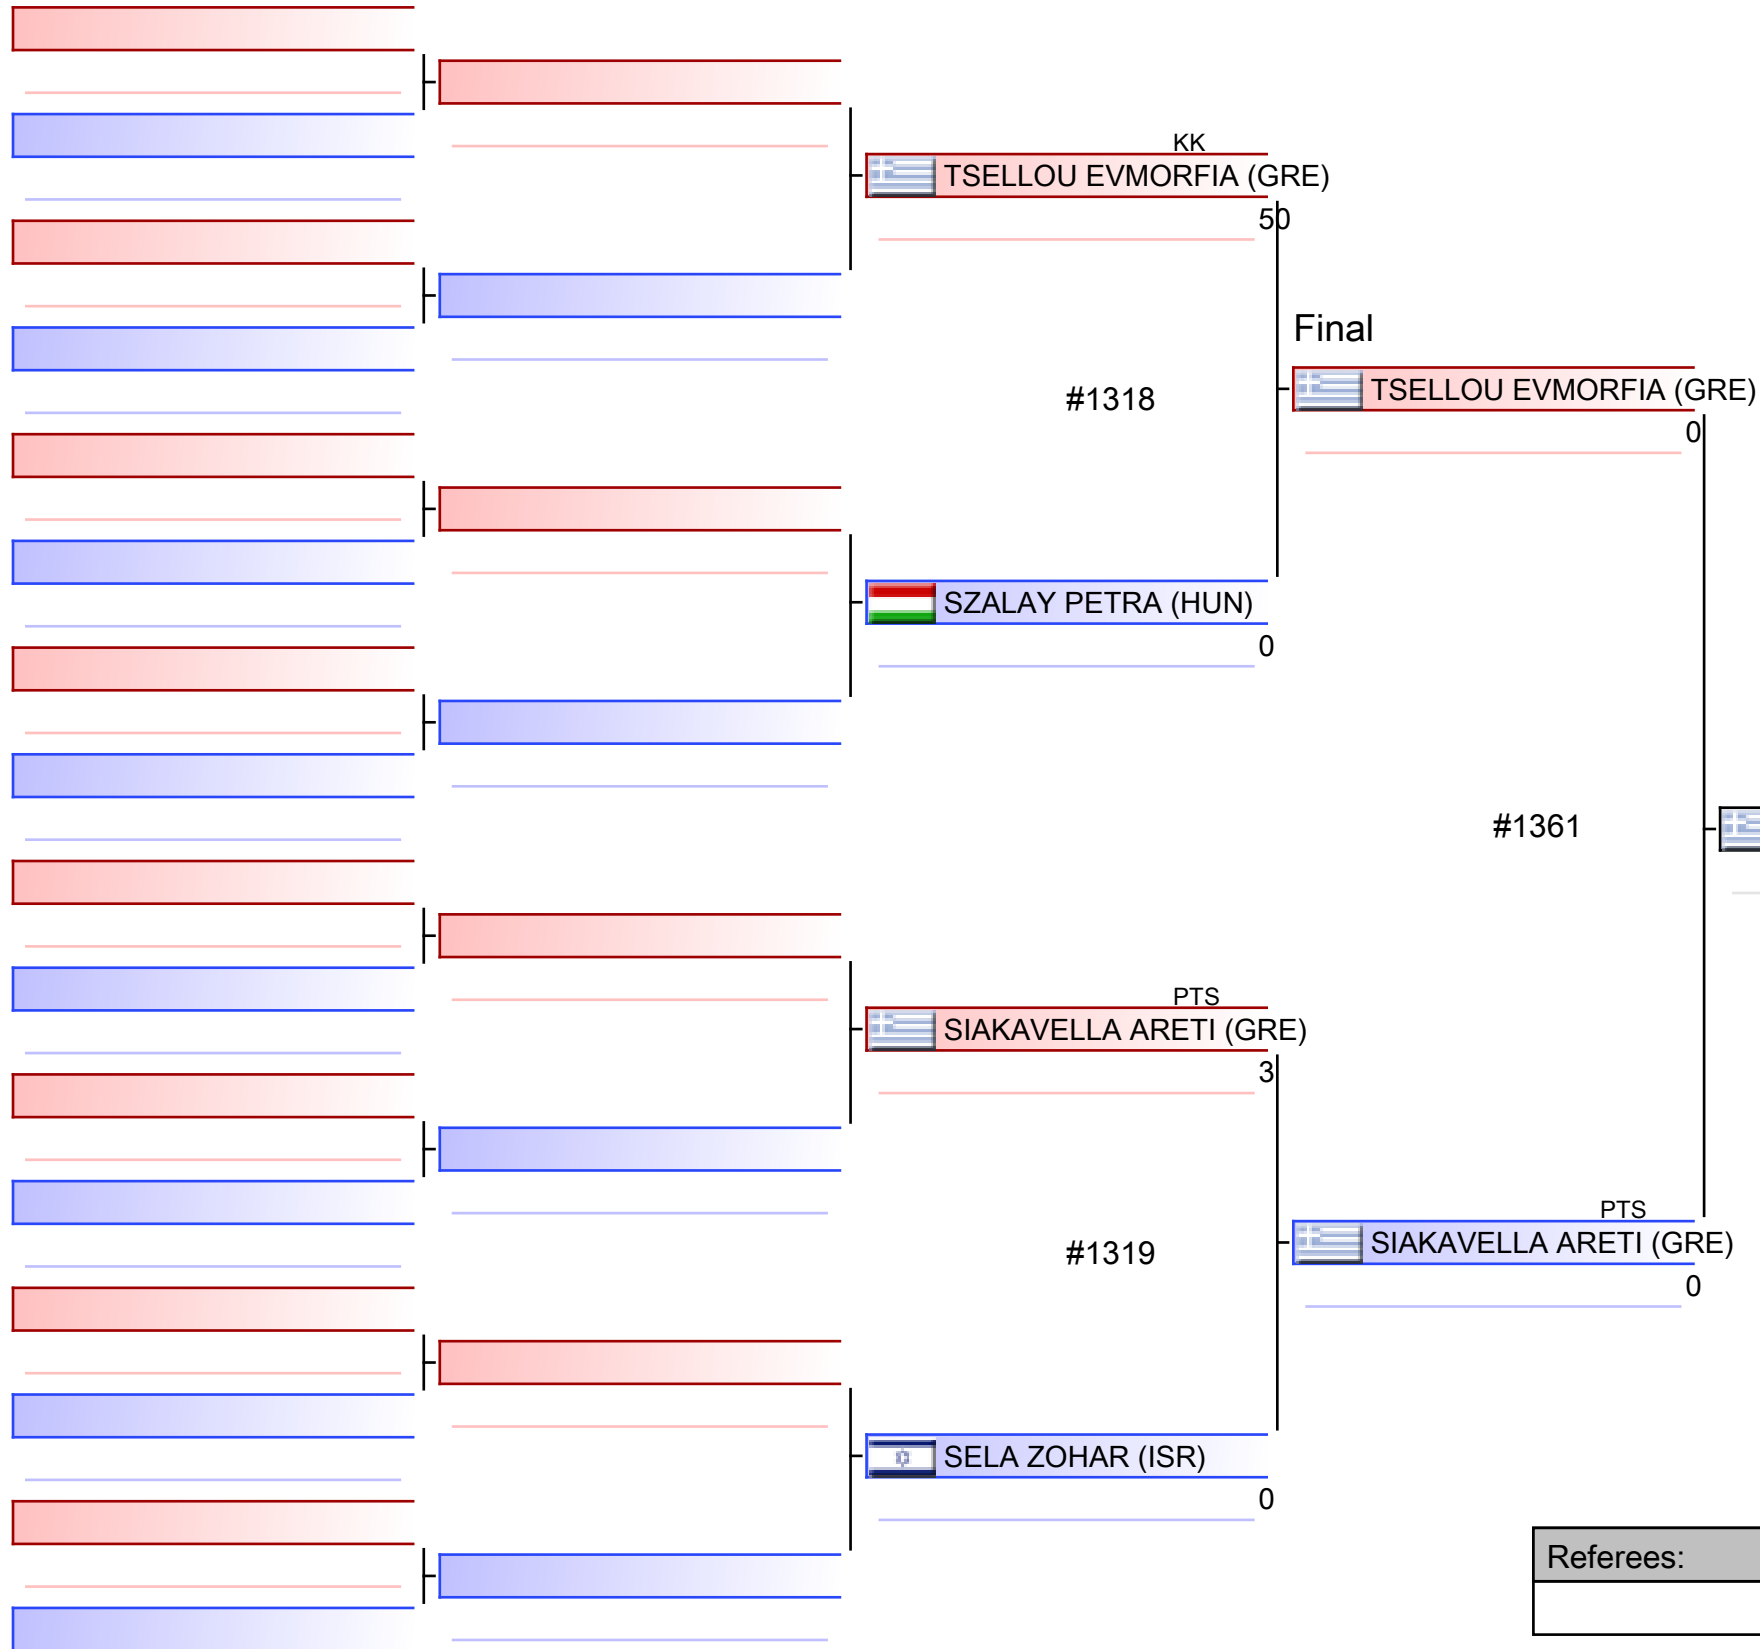 KK
TSELLOU EVMORFIA (GRE)
50
Final
#1318
TSELLOU EVMORFIA (GRE)
0
SZALAY PETRA (HUN)
0
#1361
PTS
SIAKAVELLA ARETI (GRE)
3
PTS
#1319
SIAKAVELLA ARETI (GRE)
0
SELA ZOHAR (ISR)
0
Referees: